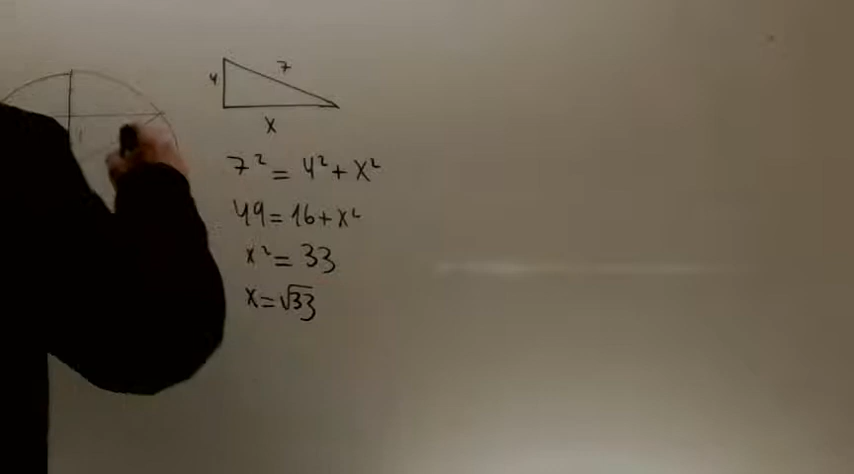 4
7
x
7² = 4² + x²
49 = 16 + x²
x² = 33
x = √33